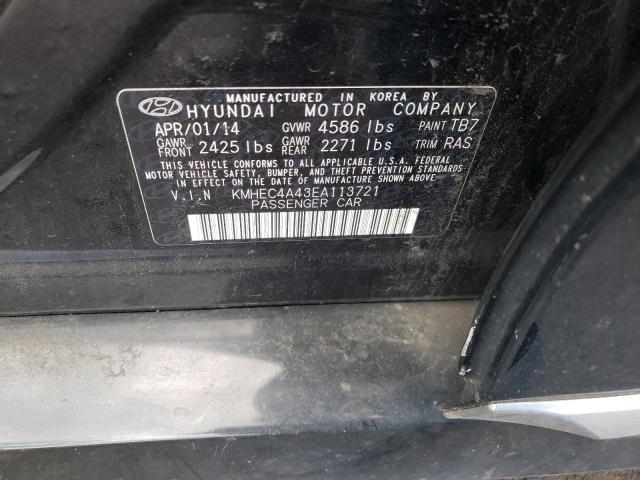 MANUFACTURED IN KOREA BY
HYUNDAI MOTOR COMPANY
APR/01/14 GVWR 4586 lbs PAINT TB7
GAWR FRONT 2425 lbs GAWR REAR 2271 lbs TRIM RAS
THIS VEHICLE CONFORMS TO ALL APPLICABLE U.S.A. FEDERAL
MOTOR VEHICLE SAFETY, BUMPER, AND THEFT PREVENTION STANDARDS
IN EFFECT ON THE DATE OF MANUFACTURE SHOWN ABOVE.
V.I.N KMHEC4A43EA113721
PASSENGER CAR